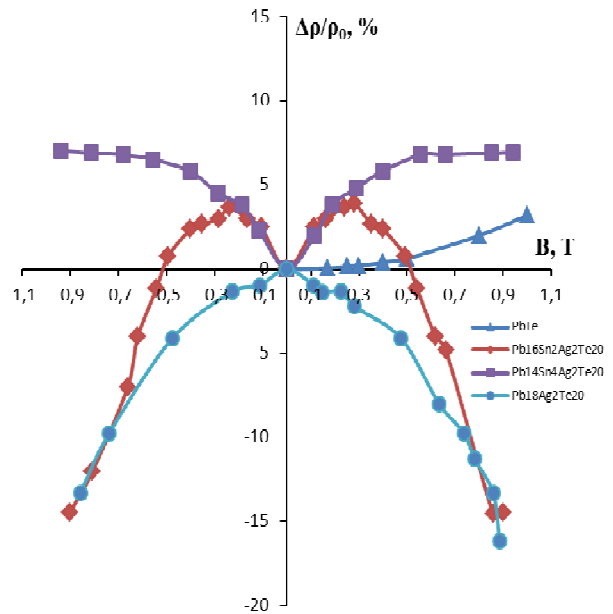 15
Δρ/ρ₀, %
10
5
B, T
0
1,1 0,9 0,7 0,5 0,3 0,1 0,1 0,3 0,5 0,7 0,9 1,1
PbTe
Pb16Sn2Ag2Te20
-5
Pb14Sn4Ag2Te20
Pb18Ag2Te20
-10
-15
-20